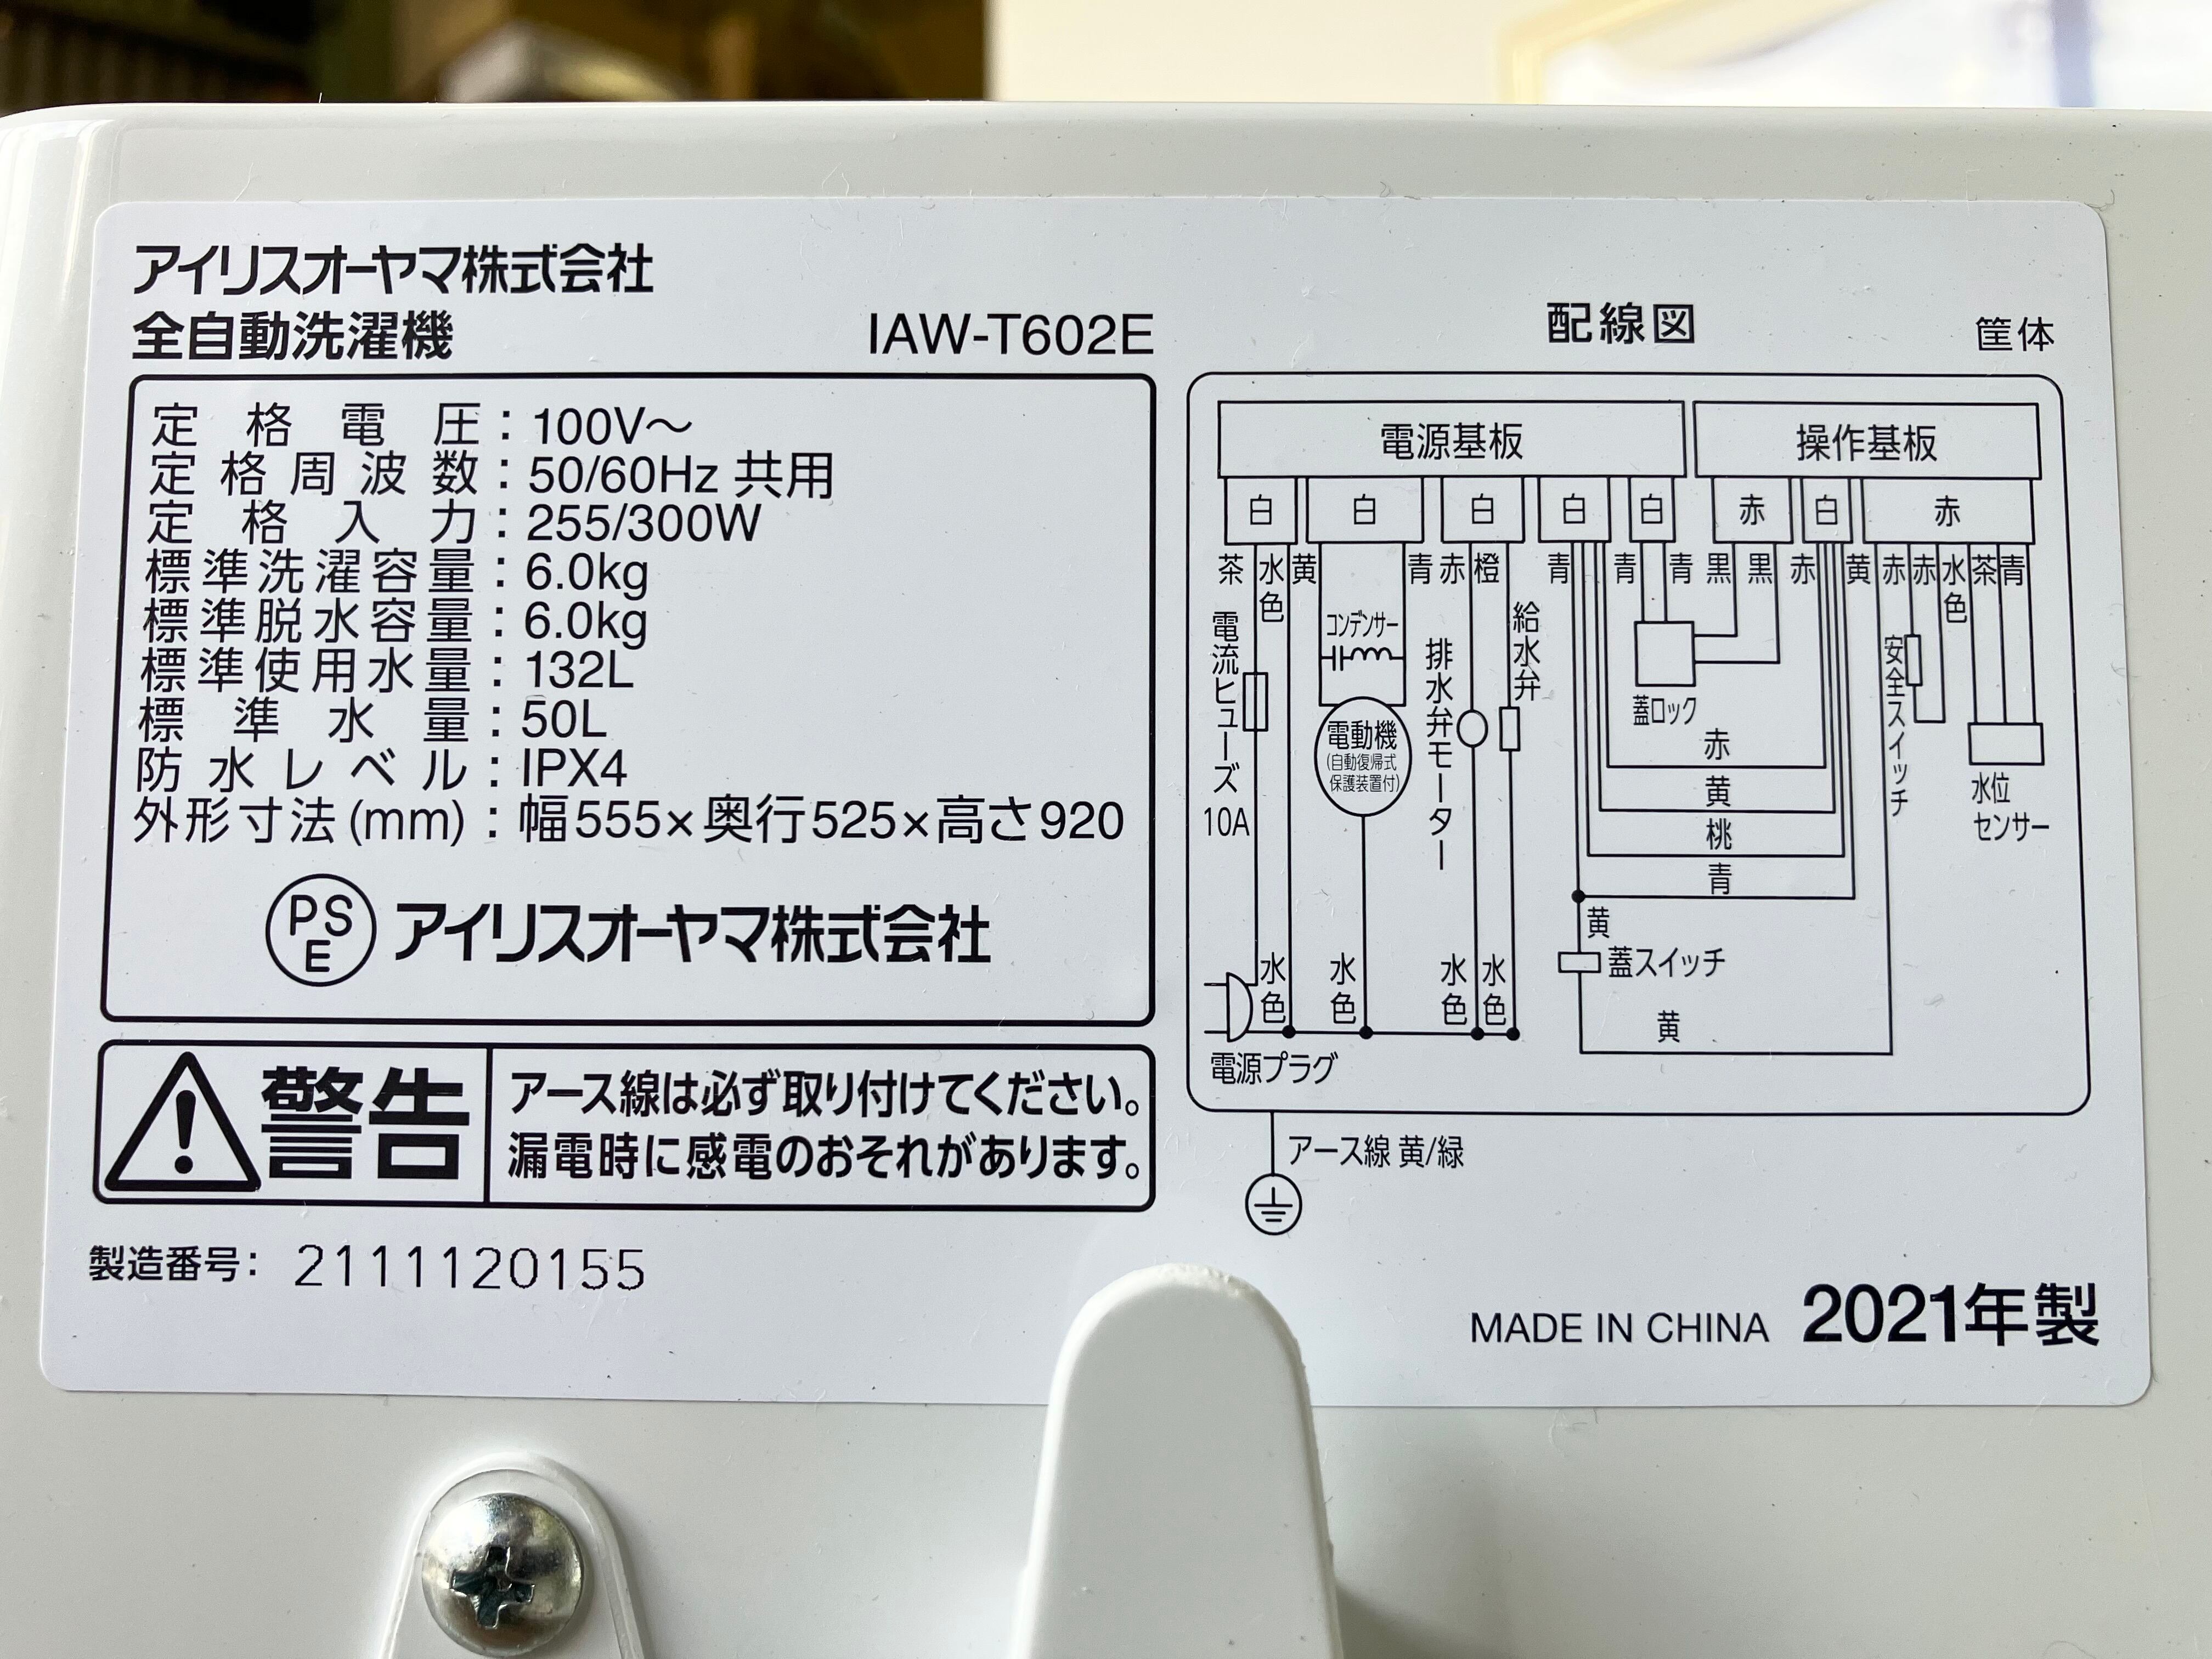 アイリスオーヤマ株式会社
全自動洗濯機 IAW-T602E
定格電圧：100V～
定格周波数：50/60Hz 共用
定格入力：255/300W
標準洗濯容量：6.0kg
標準脱水容量：6.0kg
標準使用水量：132L
標準水量：50L
防水レベル：IPX4
外形寸法(mm)：幅555×奥行525×高さ920
PS
E
アイリスオーヤマ株式会社
警告
アース線は必ず取り付けてください。
漏電時に感電のおそれがあります。
製造番号: 2111120155
配線図 筐体
電源基板 操作基板
白 白 白 白 白 赤 白 赤
茶 水色 黄 青 赤 橙 青 青 青 黒 黒 赤 黄 赤 赤 水色 茶 青
電流ヒューズ
10A
コンデンサー
電動機
(自動復帰式
保護装置付)
排水弁モーター
給水弁
蓋ロック
安全スイッチ
水位
センサー
赤
黄
桃
青
黄
蓋スイッチ
黄
水色 水色 水色 水色
電源プラグ
アース線 黄/緑
MADE IN CHINA 2021年製